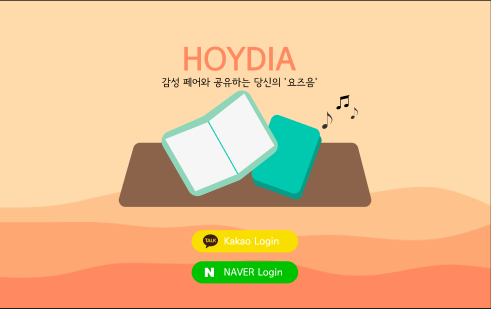 HOYDIA
감성 페어와 공유하는 당신의 '요즈음'
TALK
Kakao Login
N
NAVER Login